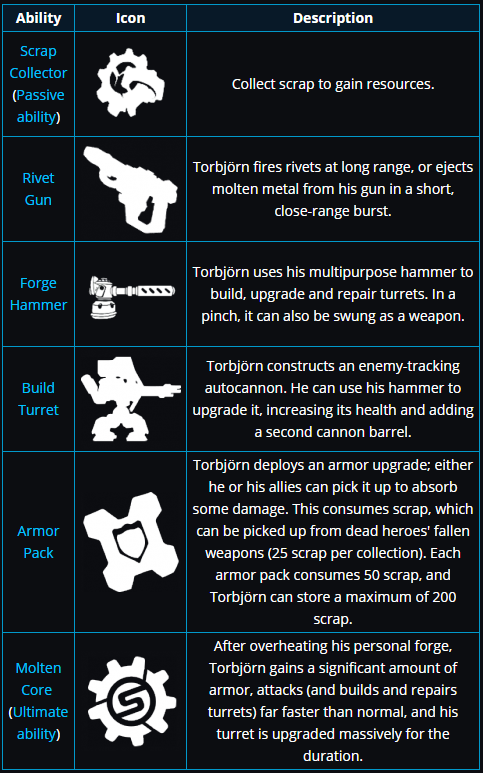 Ability Icon Description
Scrap
Collector
(Passive
ability)
Collect scrap to gain resources.
Rivet
Gun
Torbjörn fires rivets at long range, or ejects
molten metal from his gun in a short,
close-range burst.
Forge
Hammer
Torbjörn uses his multipurpose hammer to
build, upgrade and repair turrets. In a
pinch, it can also be swung as a weapon.
Build
Turret
Torbjörn constructs an enemy-tracking
autocannon. He can use his hammer to
upgrade it, increasing its health and adding
a second cannon barrel.
Armor
Pack
Torbjörn deploys an armor upgrade; either
he or his allies can pick it up to absorb
some damage. This consumes scrap, which
can be picked up from dead heroes' fallen
weapons (25 scrap per collection). Each
armor pack consumes 50 scrap, and
Torbjörn can store a maximum of 200
scrap.
Molten
Core
(Ultimate
ability)
After overheating his personal forge,
Torbjörn gains a significant amount of
armor, attacks (and builds and repairs
turrets) far faster than normal, and his
turret is upgraded massively for the
duration.